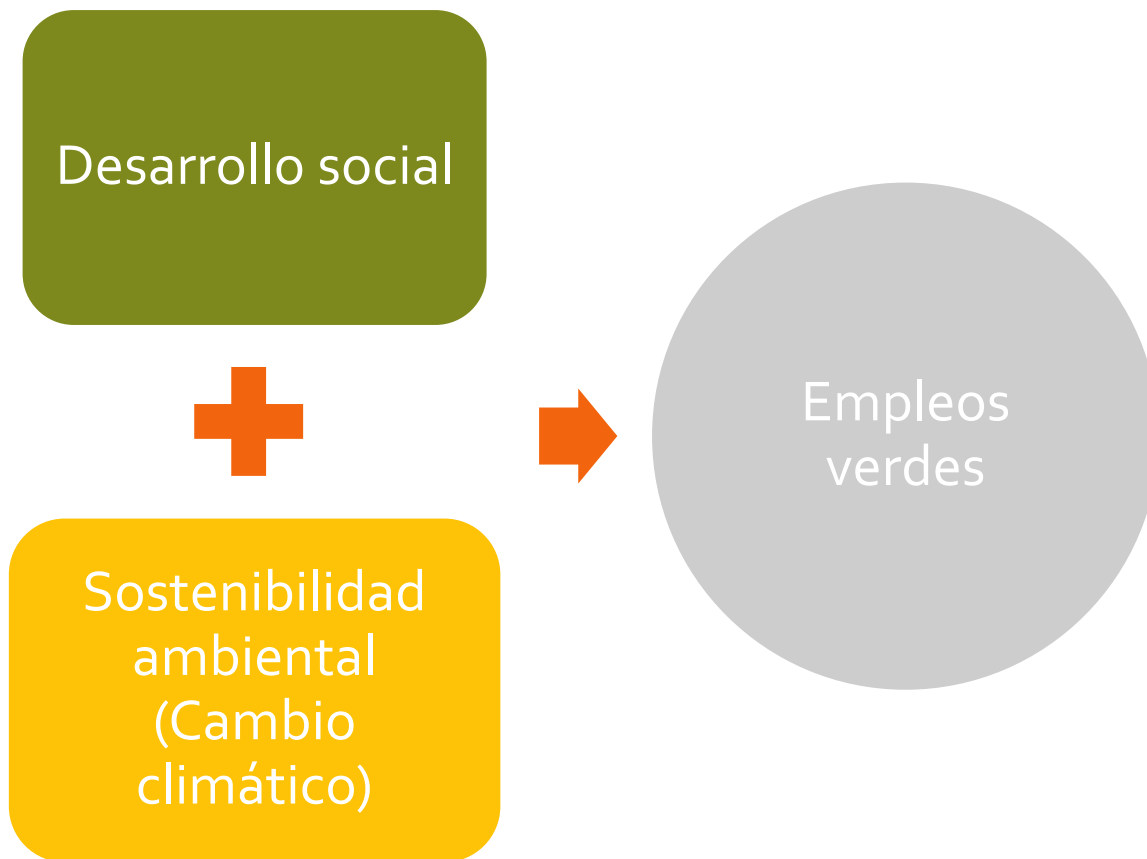 Desarrollo social
Sostenibilidad
ambiental
(Cambio
climático)
Empleos
verdes